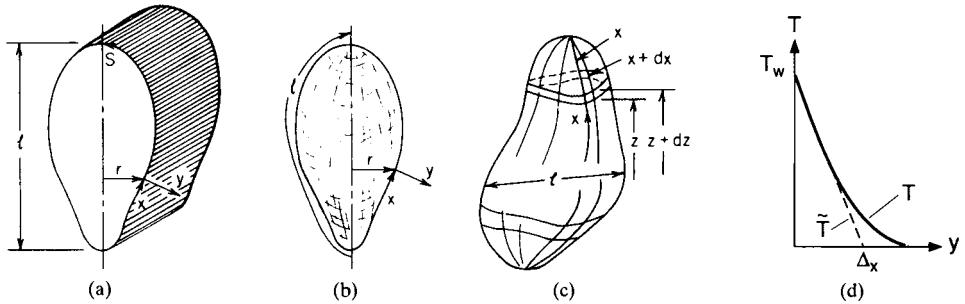 S
l
r
y
x
(a)
l
r
y
x
(b)
x
x + dx
x
z
z + dz
l
(c)
T
T_w
T̃
T
Δ_x
y
(d)